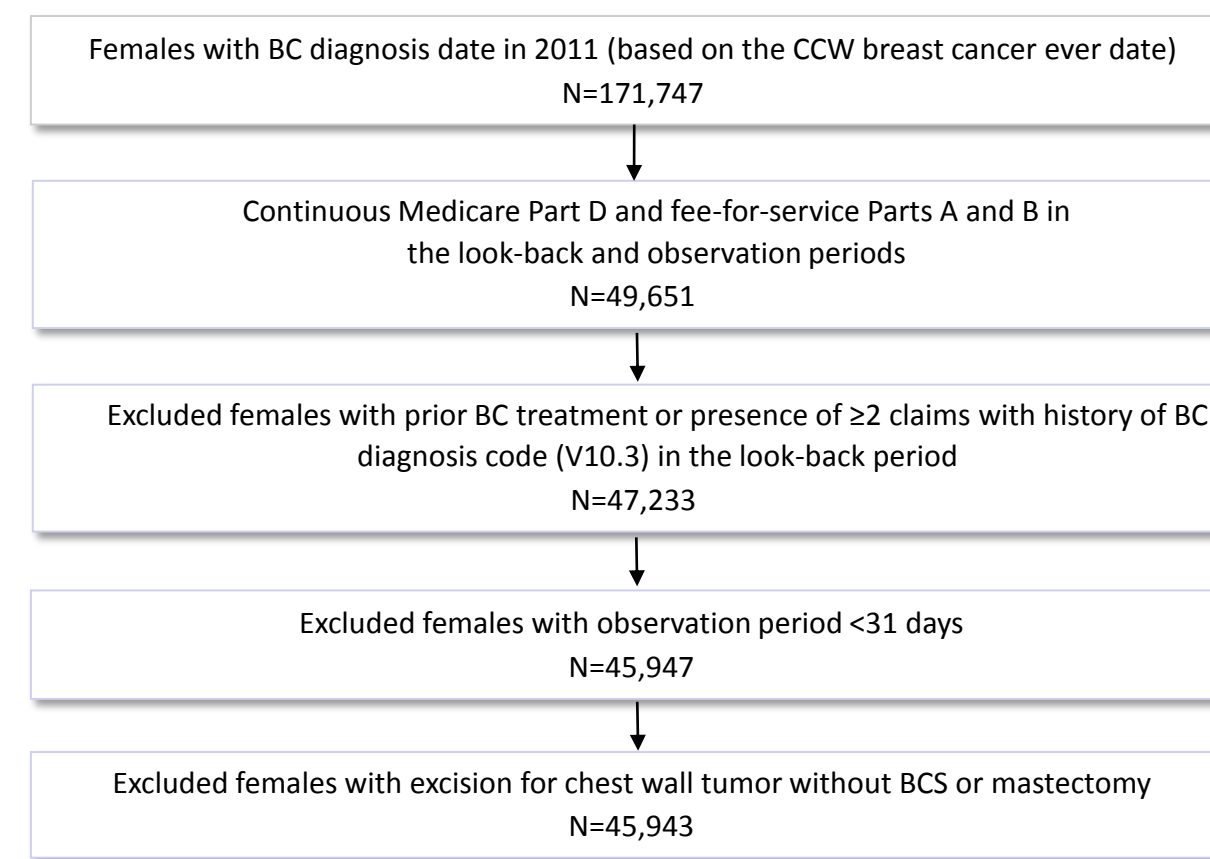 Females with BC diagnosis date in 2011 (based on the CCW breast cancer ever date)
N=171,747
Continuous Medicare Part D and fee-for-service Parts A and B in
the look-back and observation periods
N=49,651
Excluded females with prior BC treatment or presence of ≥2 claims with history of BC
diagnosis code (V10.3) in the look-back period
N=47,233
Excluded females with observation period <31 days
N=45,947
Excluded females with excision for chest wall tumor without BCS or mastectomy
N=45,943